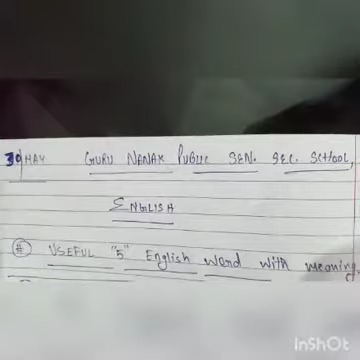 30 MAY GURU NANAK PUBLIC SEN. SEC. SCHOOL,
ENGLISH
# USEFUL "5" English word with meaning.
InShOt